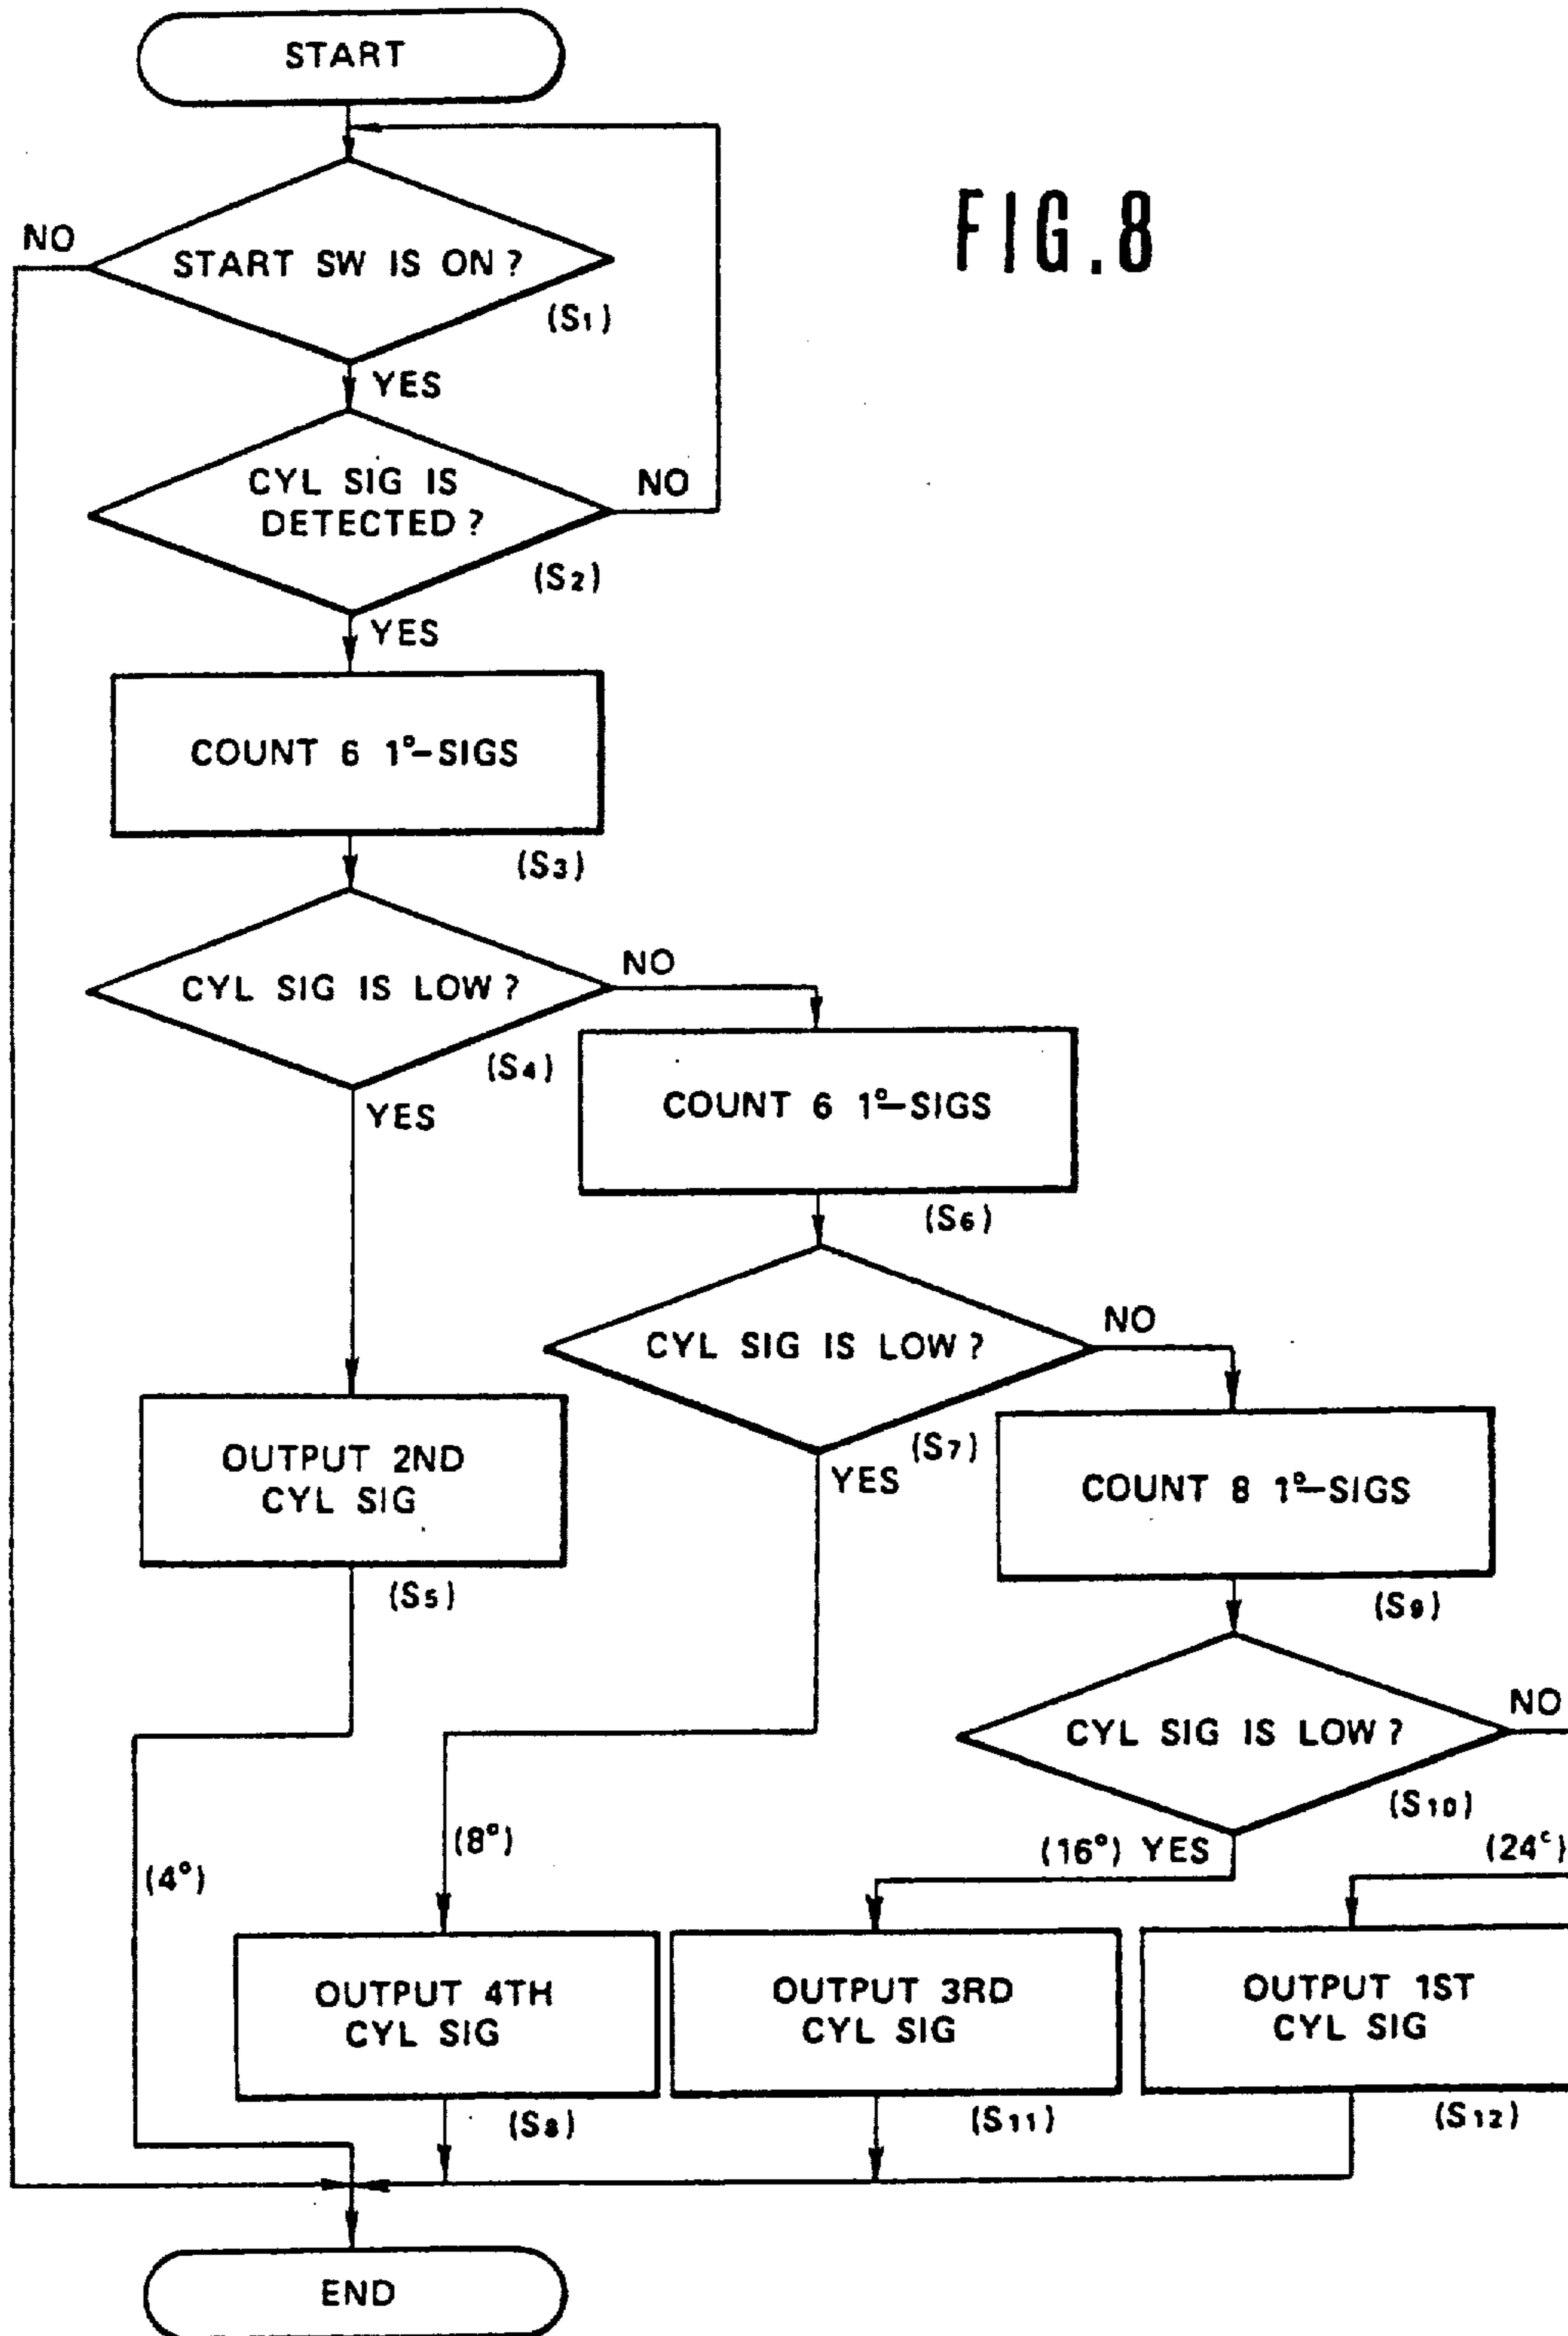 START
FIG.8
NO
START SW IS ON?
(S1)
YES
CYL SIG IS
DETECTED?
NO
(S2)
YES
COUNT 6 1°-SIGS
(S3)
CYL SIG IS LOW?
NO
(S4)
YES
COUNT 6 1°-SIGS
(S6)
CYL SIG IS LOW?
NO
(S7)
YES
OUTPUT 2ND
CYL SIG
(S5)
COUNT 8 1°-SIGS
(S9)
CYL SIG IS LOW?
NO
(S10)
(4°)
(8°)
(16°) YES
(24°)
OUTPUT 4TH
CYL SIG
(S8)
OUTPUT 3RD
CYL SIG
(S11)
OUTPUT 1ST
CYL SIG
(S12)
END